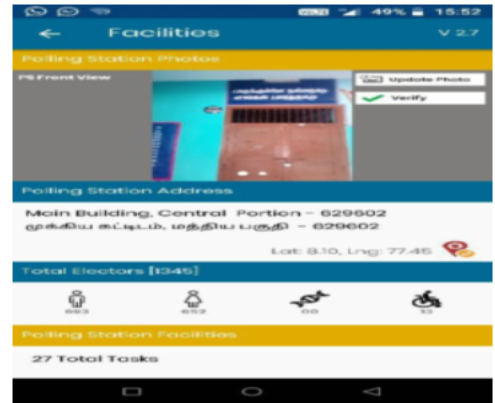 49% 15:52
Facilities V 2.7
Polling Station Photos
PS Front View
Update Photo
Verify
Polling Station Address
Main Building, Central Portion - 629602
முக்கிய கட்டிடம், மத்திய பகுதி - 629602
Lat: 8.10, Lng: 77.45
Total Electors [1345]
693 652 00 13
Polling Station Facilities
27 Total Tasks